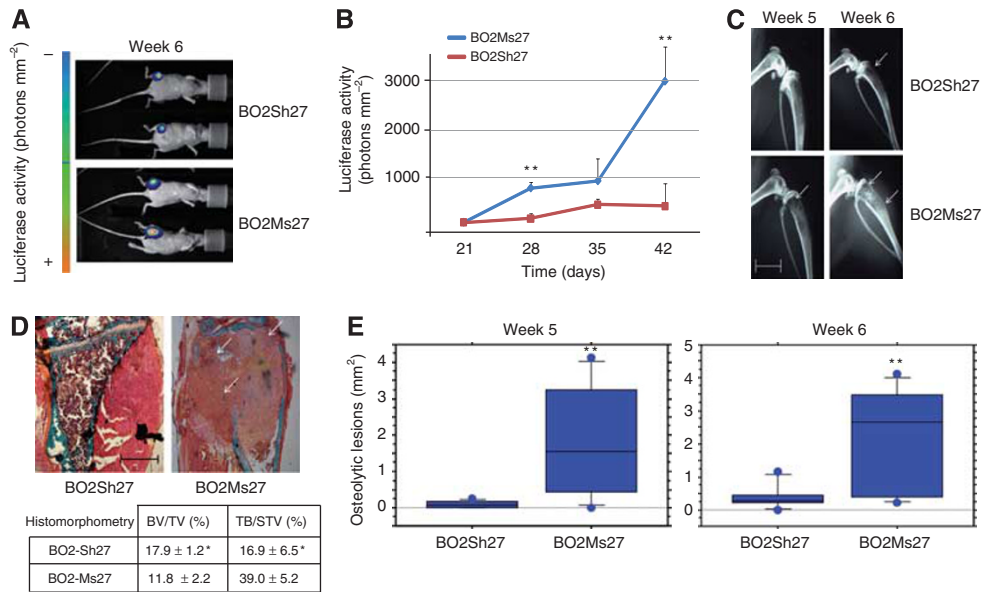 A
Luciferase activity (photons mm⁻²)
–
+
Week 6
BO2Sh27
BO2Ms27
B
BO2Ms27
BO2Sh27
Luciferase activity
(photons mm⁻²)
3000
2000
1000
**
**
21 28 35 42
Time (days)
C
Week 5 Week 6
BO2Sh27
BO2Ms27
D
BO2Sh27 BO2Ms27
Histomorphometry BV/TV (%) TB/STV (%)
BO2-Sh27 17.9 ± 1.2* 16.9 ± 6.5*
BO2-Ms27 11.8 ± 2.2 39.0 ± 5.2
E
Week 5
Osteolytic lesions (mm²)
4
3
2
1
0
**
BO2Sh27 BO2Ms27
Week 6
5
4
3
2
1
0
**
BO2Sh27 BO2Ms27